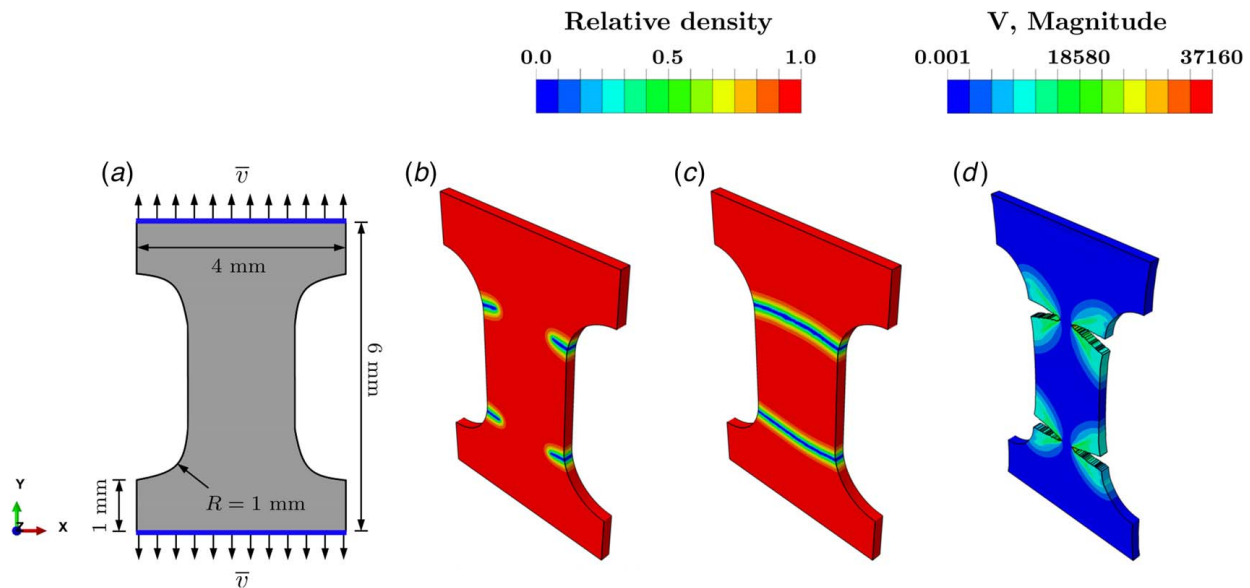 Relative density
0.0 0.5 1.0
V, Magnitude
0.001 18580 37160
(a)
v̅
(b)
(c)
(d)
4 mm
6 mm
1 mm
R = 1 mm
Y
Z
X
v̅